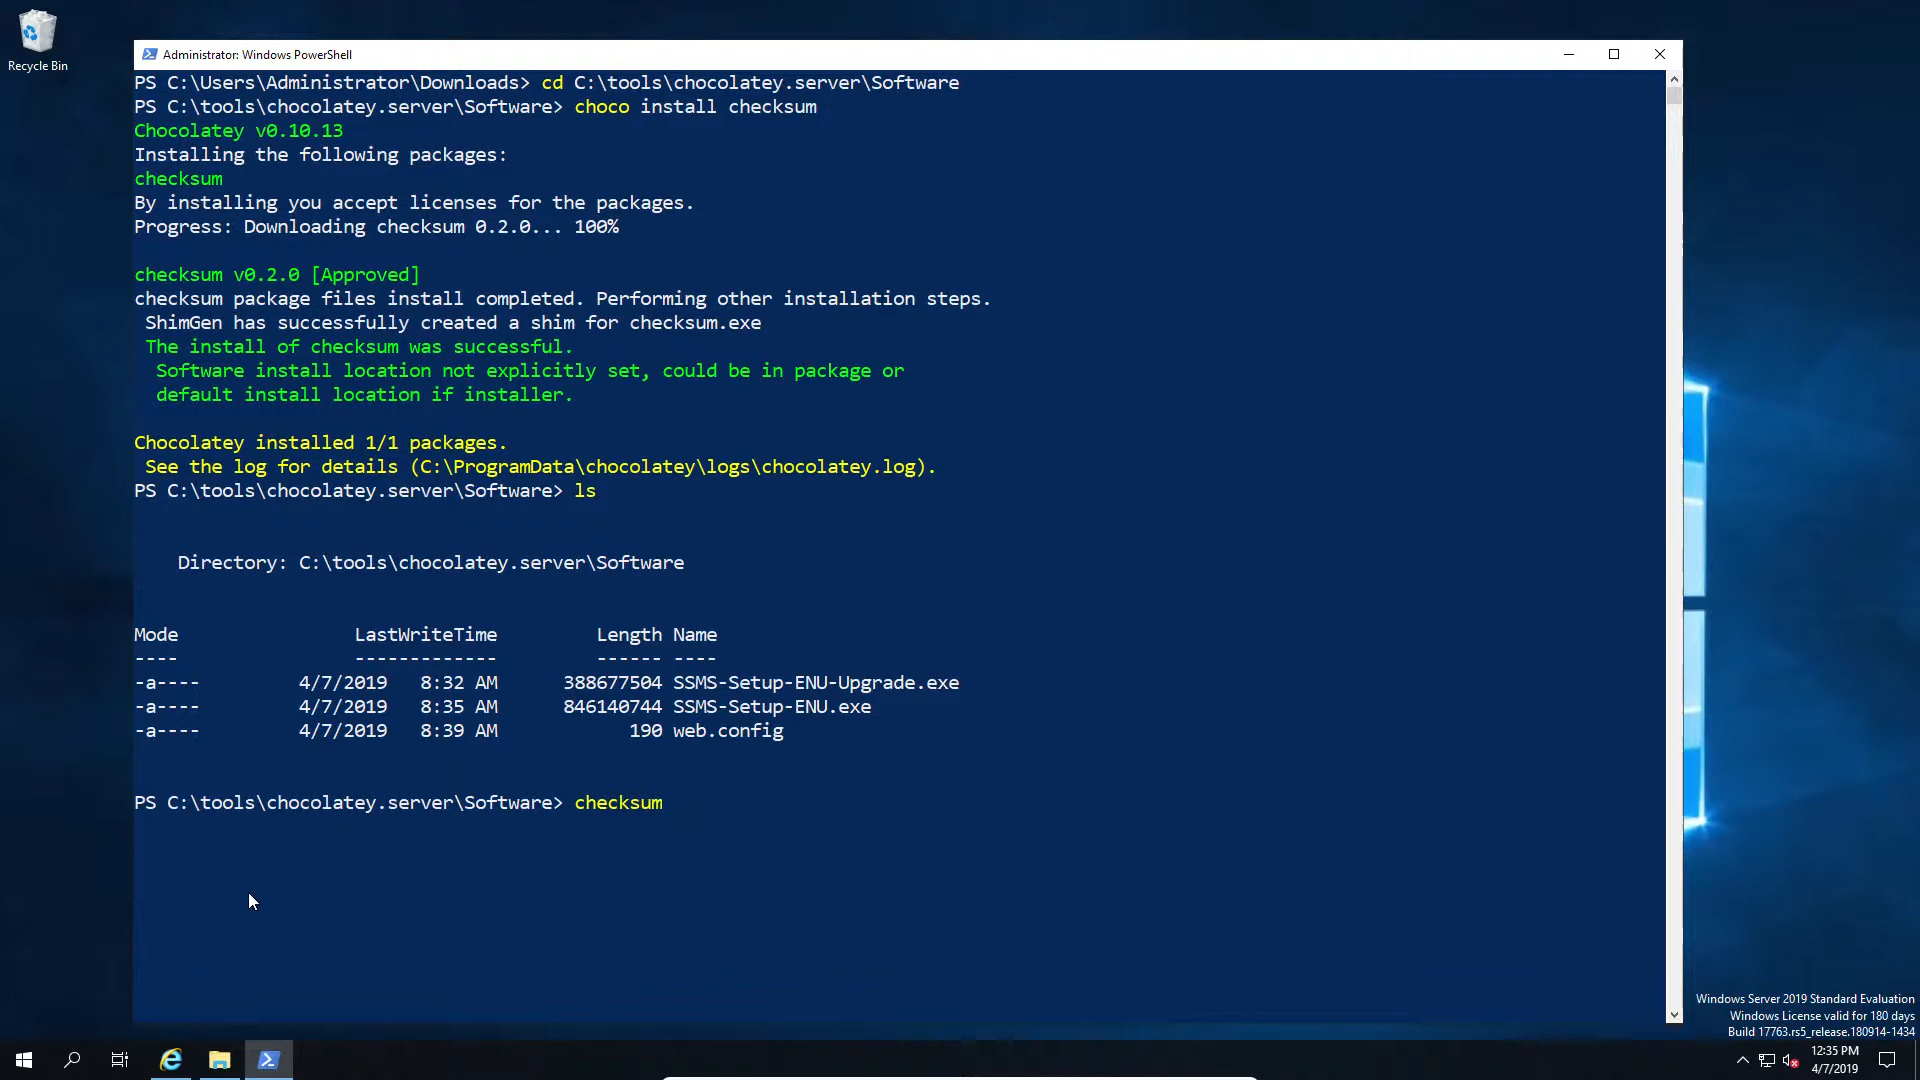 Recycle Bin
Administrator: Windows PowerShell
PS C:\Users\Administrator\Downloads> cd C:\tools\chocolatey.server\Software
PS C:\tools\chocolatey.server\Software> choco install checksum
Chocolatey v0.10.13
Installing the following packages:
checksum
By installing you accept licenses for the packages.
Progress: Downloading checksum 0.2.0... 100%
checksum v0.2.0 [Approved]
checksum package files install completed. Performing other installation steps.
ShimGen has successfully created a shim for checksum.exe
The install of checksum was successful.
Software install location not explicitly set, could be in package or
default install location if installer.
Chocolatey installed 1/1 packages.
See the log for details (C:\ProgramData\chocolatey\logs\chocolatey.log).
PS C:\tools\chocolatey.server\Software> ls
Directory: C:\tools\chocolatey.server\Software
Mode LastWriteTime Length Name
---- ------------- ------ ----
-a---- 4/7/2019 8:32 AM 388677504 SSMS-Setup-ENU-Upgrade.exe
-a---- 4/7/2019 8:35 AM 846140744 SSMS-Setup-ENU.exe
-a---- 4/7/2019 8:39 AM 190 web.config
PS C:\tools\chocolatey.server\Software> checksum
Windows Server 2019 Standard Evaluation
Windows License valid for 180 days
Build 17763.rs5_release.180914-1434
12:35 PM
4/7/2019